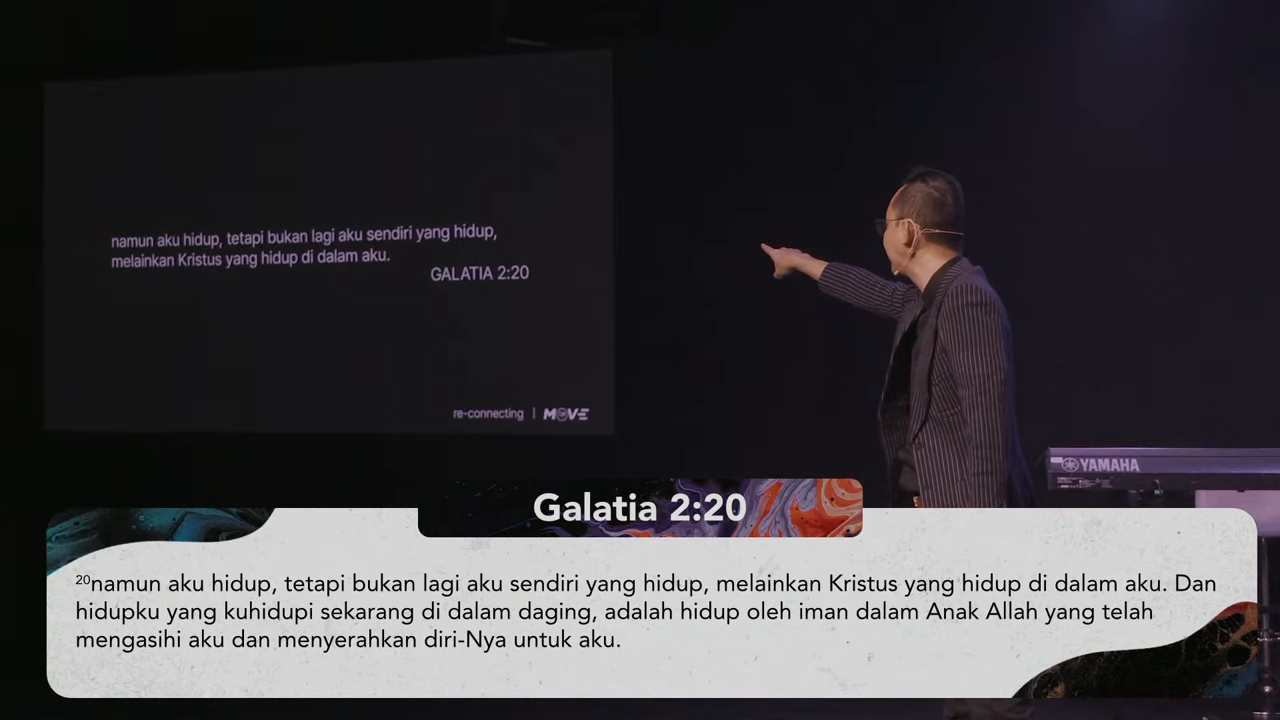 namun aku hidup, tetapi bukan lagi aku sendiri yang hidup,
melainkan Kristus yang hidup di dalam aku.
GALATIA 2:20
re-connecting | MOVE
YAMAHA
Galatia 2:20
20namun aku hidup, tetapi bukan lagi aku sendiri yang hidup, melainkan Kristus yang hidup di dalam aku. Dan
hidupku yang kuhidupi sekarang di dalam daging, adalah hidup oleh iman dalam Anak Allah yang telah
mengasihi aku dan menyerahkan diri-Nya untuk aku.